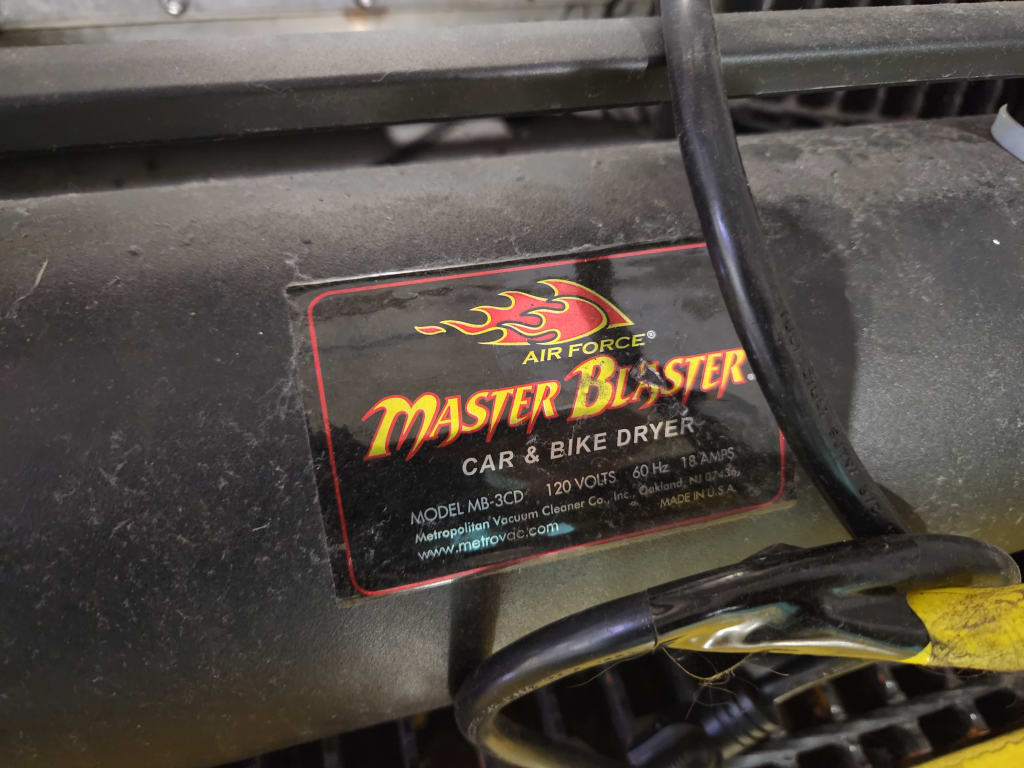 AIR FORCE®
MASTER BLASTER®
CAR & BIKE DRYER
MODEL MB-3CD 120 VOLTS 60 Hz 18 AMPS
Metropolitan Vacuum Cleaner Co., Inc., Oakland, NJ 07436,
MADE IN U.S.A.
www.metrovac.com